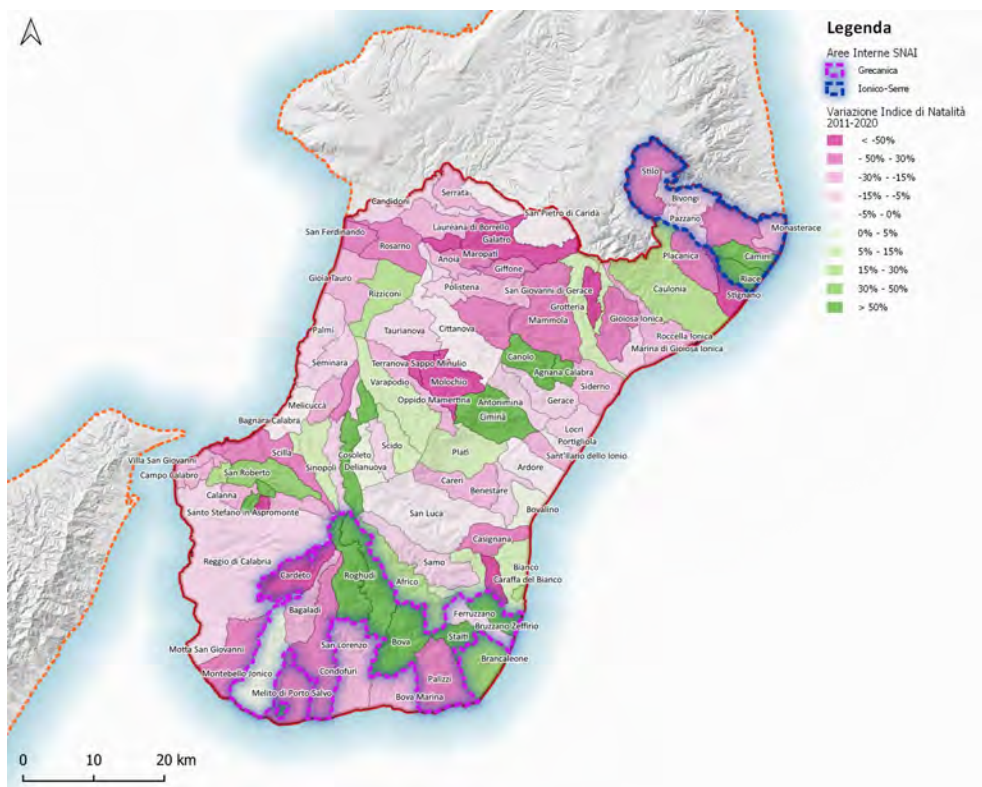 Legenda
Aree Interne SNAI
Grecanica
Ionico-Serre
Variazione Indice di Natalità
2011-2020
< -50%
- 50% - 30%
-30% - -15%
-15% - -5%
-5% - 0%
0% - 5%
5% - 15%
15% - 30%
30% - 50%
> 50%
Stilo
Bivongi
Pazzano
Monasterace
Serrata
Candidoni
San Pietro di Caridà
San Ferdinando
Laureana di Borrello
Galatro
Rosarno
Maropati
Anoia
Giffone
Placanica
Camini
Riace
Stignano
Gioia Tauro
Rizziconi
Polistena
San Giovanni di Gerace
Grotteria
Mammola
Caulonia
Gioiosa Ionica
Roccella Ionica
Marina di Gioiosa Ionica
Palmi
Taurianova
Cittanova
Seminara
Terranova Sappo Minulio
Canolo
Agnana Calabra
Varapodio
Molochio
Siderno
Oppido Mamertina
Antonimina
Gerace
Ciminà
Melicuccà
Locri
Bagnara Calabra
Portigliola
Sant'Ilario dello Ionio
Scilla
Villa San Giovanni
Campo Calabro
San Roberto
Sinopoli
Cosoleto
Delianuova
Scido
Platì
Ardore
Careri
Benestare
Calanna
Santo Stefano in Aspromonte
San Luca
Bovalino
Casignana
Reggio di Calabria
Cardeto
Roghudi
Samo
Africo
Bianco
Caraffa del Bianco
Bagaladi
Ferruzzano
Bruzzano Zeffirio
Motta San Giovanni
San Lorenzo
Bova
Staiti
Brancaleone
Montebello Jonico
Condofuri
Palizzi
Melito di Porto Salvo
Bova Marina
0 10 20 km